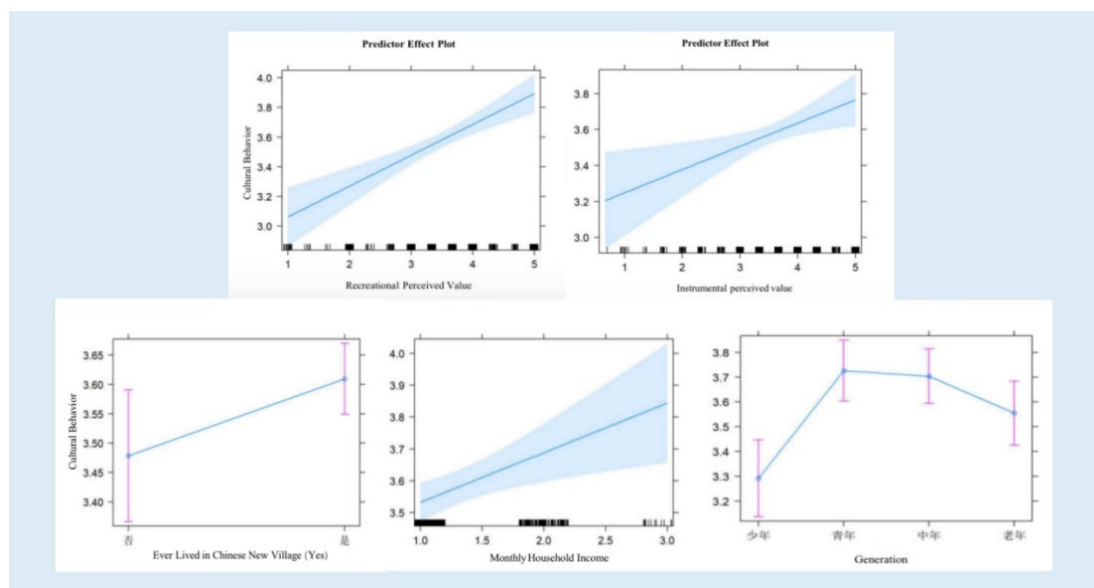 Predictor Effect Plot
Predictor Effect Plot
Cultural Behavior
4.0
3.8
3.6
3.4
3.2
3.0
1 2 3 4 5
Recreational Perceived Value
3.8
3.6
3.4
3.2
3.0
1 2 3 4 5
Instrumental perceived value
Cultural Behavior
3.65
3.60
3.55
3.50
3.45
3.40
否 是
Ever Lived in Chinese New Village (Yes)
4.0
3.9
3.8
3.7
3.6
3.5
1.0 1.5 2.0 2.5 3.0
Monthly Household Income
3.8
3.7
3.6
3.5
3.4
3.3
3.2
少年 青年 中年 老年
Generation